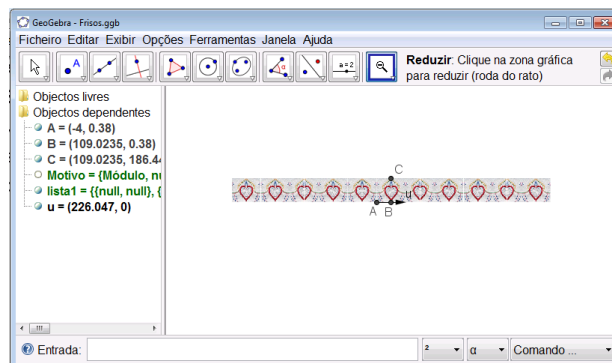 GeoGebra - Frisos.ggb
Ficheiro Editar Exibir Opções Ferramentas Janela Ajuda
A
α
a=2
Reduzir: Clique na zona gráfica
para reduzir (roda do rato)
Objectos livres
Objectos dependentes
A = (-4, 0.38)
B = (109.0235, 0.38)
C = (109.0235, 186.4
Motivo = {Módulo, nu
lista1 = {{null, null}, {
u = (226.047, 0)
C
u
A B
Entrada:
²
α
Comando ...